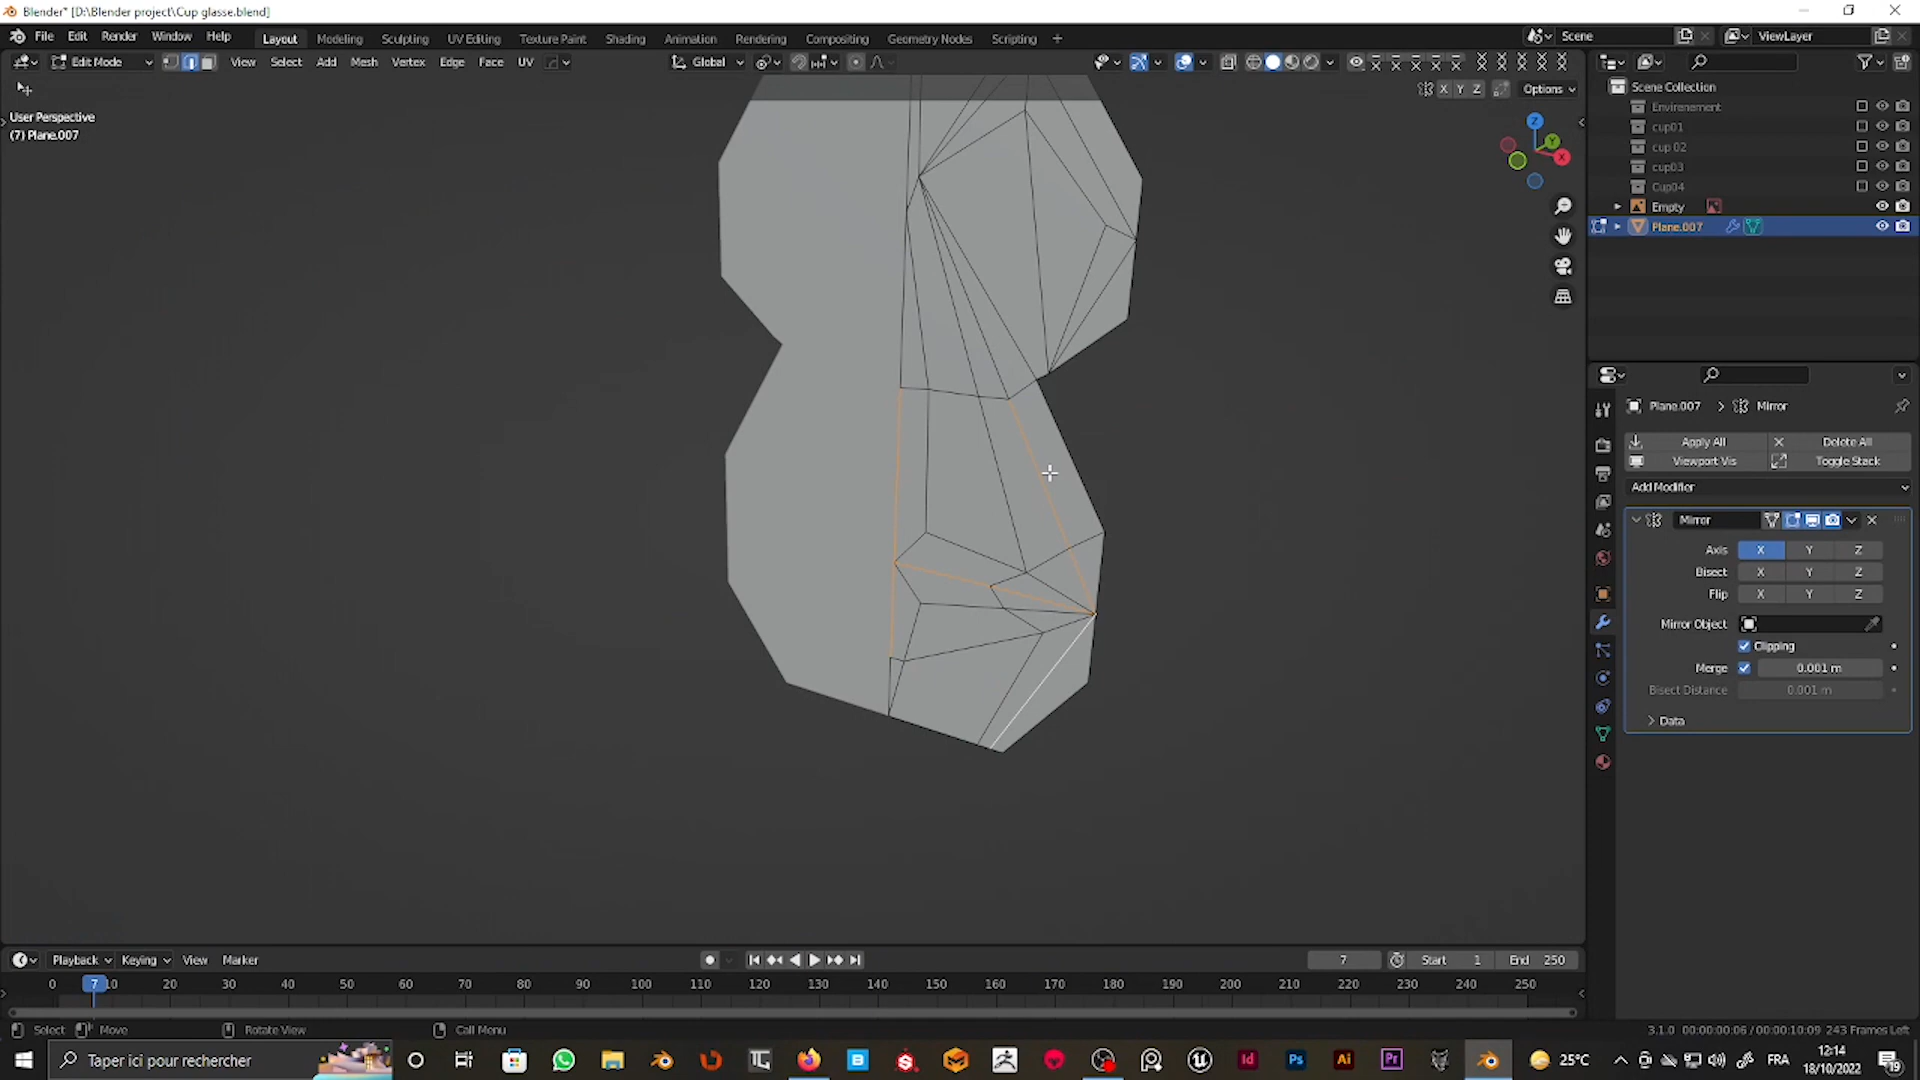 Blender* [D:\Blender project\Cup glasse.blend]
File Edit Render Window Help Layout Modeling Sculpting UV Editing Texture Paint Shading Animation Rendering Compositing Geometry Nodes Scripting + Scene ViewLayer
Edit Mode View Select Add Mesh Vertex Edge Face UV Global
X Y Z Options
User Perspective
(7) Plane.007
Z
Y
X
Scene Collection
Envirenement
cup01
cup 02
cup03
Cup04
Empty
Plane.007
Plane.007 > Mirror
Apply All Delete All
Viewport Vis Toggle Stack
Add Modifier
Mirror
Axis X Y Z
Bisect X Y Z
Flip X Y Z
Mirror Object
Clipping
Merge 0.001 m
Bisect Distance 0.001 m
Data
Playback Keying View Marker 7 Start 1 End 250
0 7 10 20 30 40 50 60 70 80 90 100 110 120 130 140 150 160 170 180 190 200 210 220 230 240 250
Select Move Rotate View Call Menu 3.1.0 00:00:00:06 / 00:00:10:09 243 Frames Left
Taper ici pour rechercher Id Ps Ai Pr 25°C FRA 12:14
18/10/2022 19